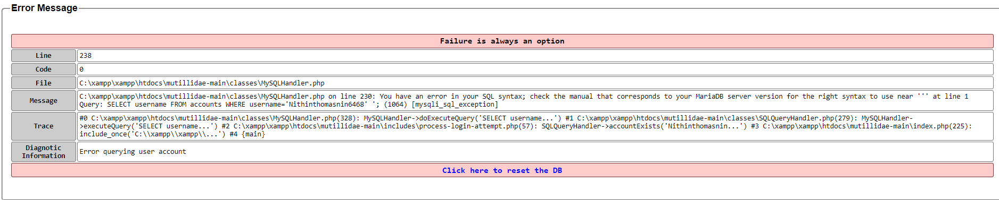 Error Message
Failure is always an option
Line
238
Code
0
File
C:\xampp\xampp\htdocs\mutillidae-main\classes\MySQLHandler.php
Message
C:\xampp\xampp\htdocs\mutillidae-main\classes\MySQLHandler.php on line 230: You have an error in your SQL syntax; check the manual that corresponds to your MariaDB server version for the right syntax to use near ''' at line 1
Query: SELECT username FROM accounts WHERE username='Nithinthomasnin6468' '; (1064) [mysqli_sql_exception]
Trace
#0 C:\xampp\xampp\htdocs\mutillidae-main\classes\MySQLHandler.php(328): MySQLHandler->doExecuteQuery('SELECT username...') #1 C:\xampp\xampp\htdocs\mutillidae-main\classes\SQLQueryHandler.php(279): MySQLHandler-
>executeQuery('SELECT username...') #2 C:\xampp\xampp\htdocs\mutillidae-main\includes\process-login-attempt.php(57): SQLQueryHandler->accountExists('Nithinthomasnin...') #3 C:\xampp\xampp\htdocs\mutillidae-main\index.php(225):
include_once('C:\\xampp\\xampp\\...') #4 {main}
Diagnostic
Information
Error querying user account
Click here to reset the DB